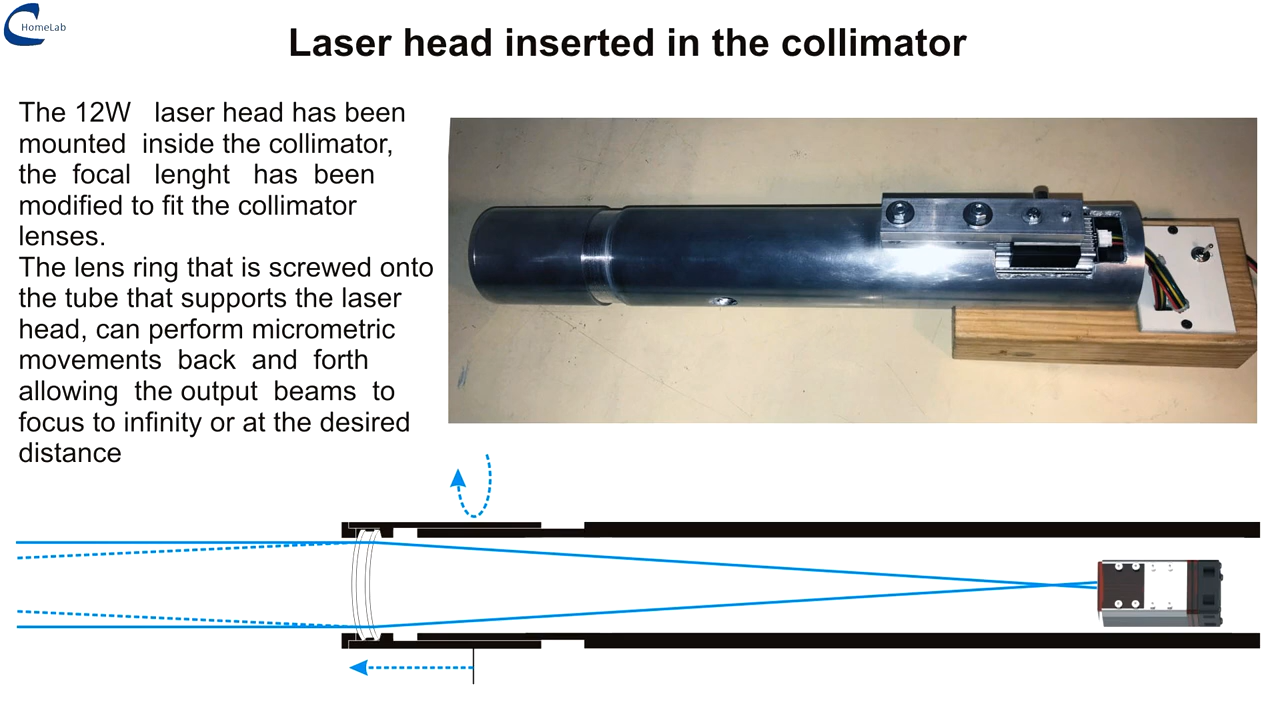 HomeLab
Laser head inserted in the collimator
The 12W laser head has been
mounted inside the collimator,
the focal lenght has been
modified to fit the collimator
lenses.
The lens ring that is screwed onto
the tube that supports the laser
head, can perform micrometric
movements back and forth
allowing the output beams to
focus to infinity or at the desired
distance